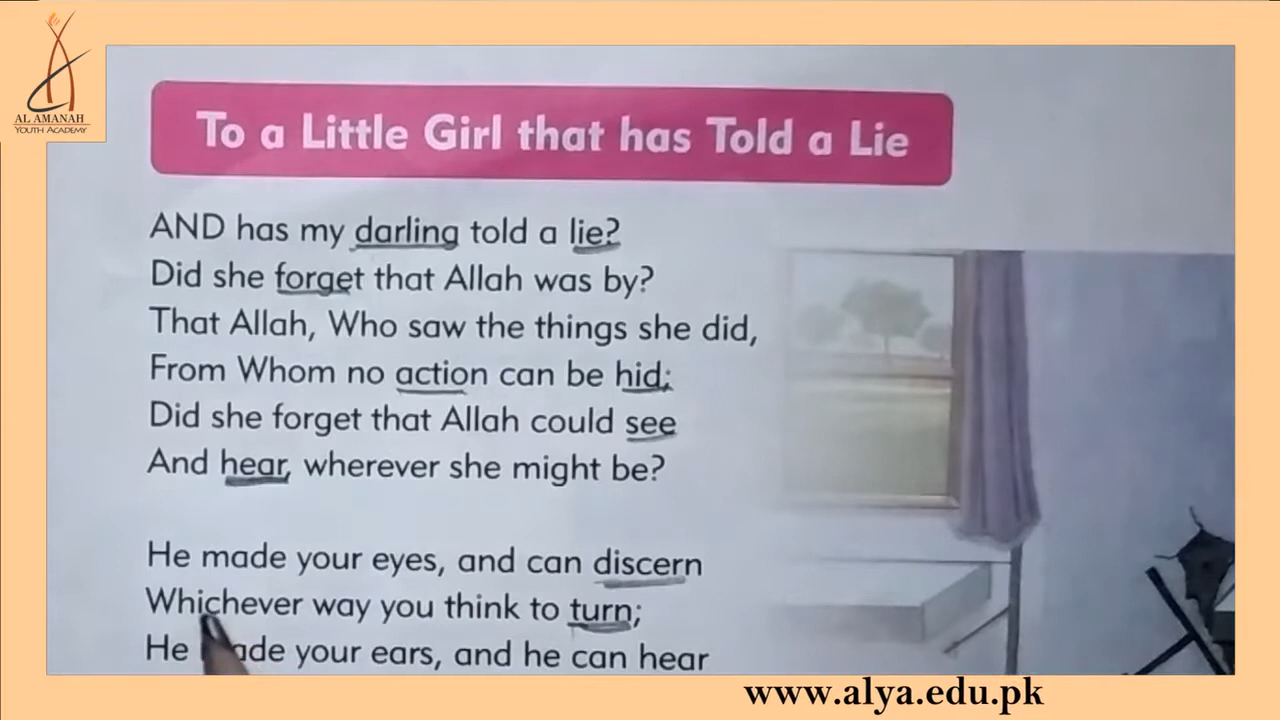 AL AMANAH
YOUTH ACADEMY
To a Little Girl that has Told a Lie
AND has my darling told a lie?
Did she forget that Allah was by?
That Allah, Who saw the things she did,
From Whom no action can be hid;
Did she forget that Allah could see
And hear, wherever she might be?
He made your eyes, and can discern
Whichever way you think to turn;
He made your ears, and he can hear
www.alya.edu.pk